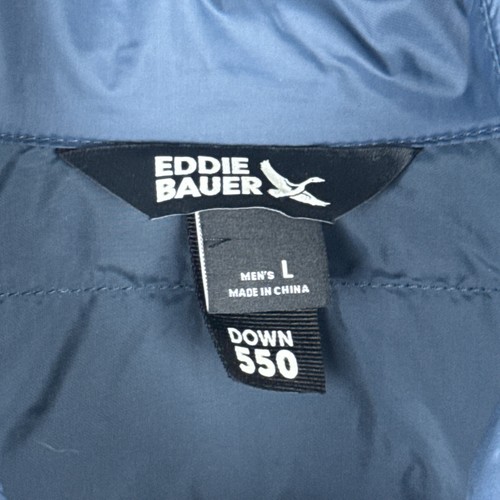 EDDIE
BAUER
MEN'S L
MADE IN CHINA
DOWN
550